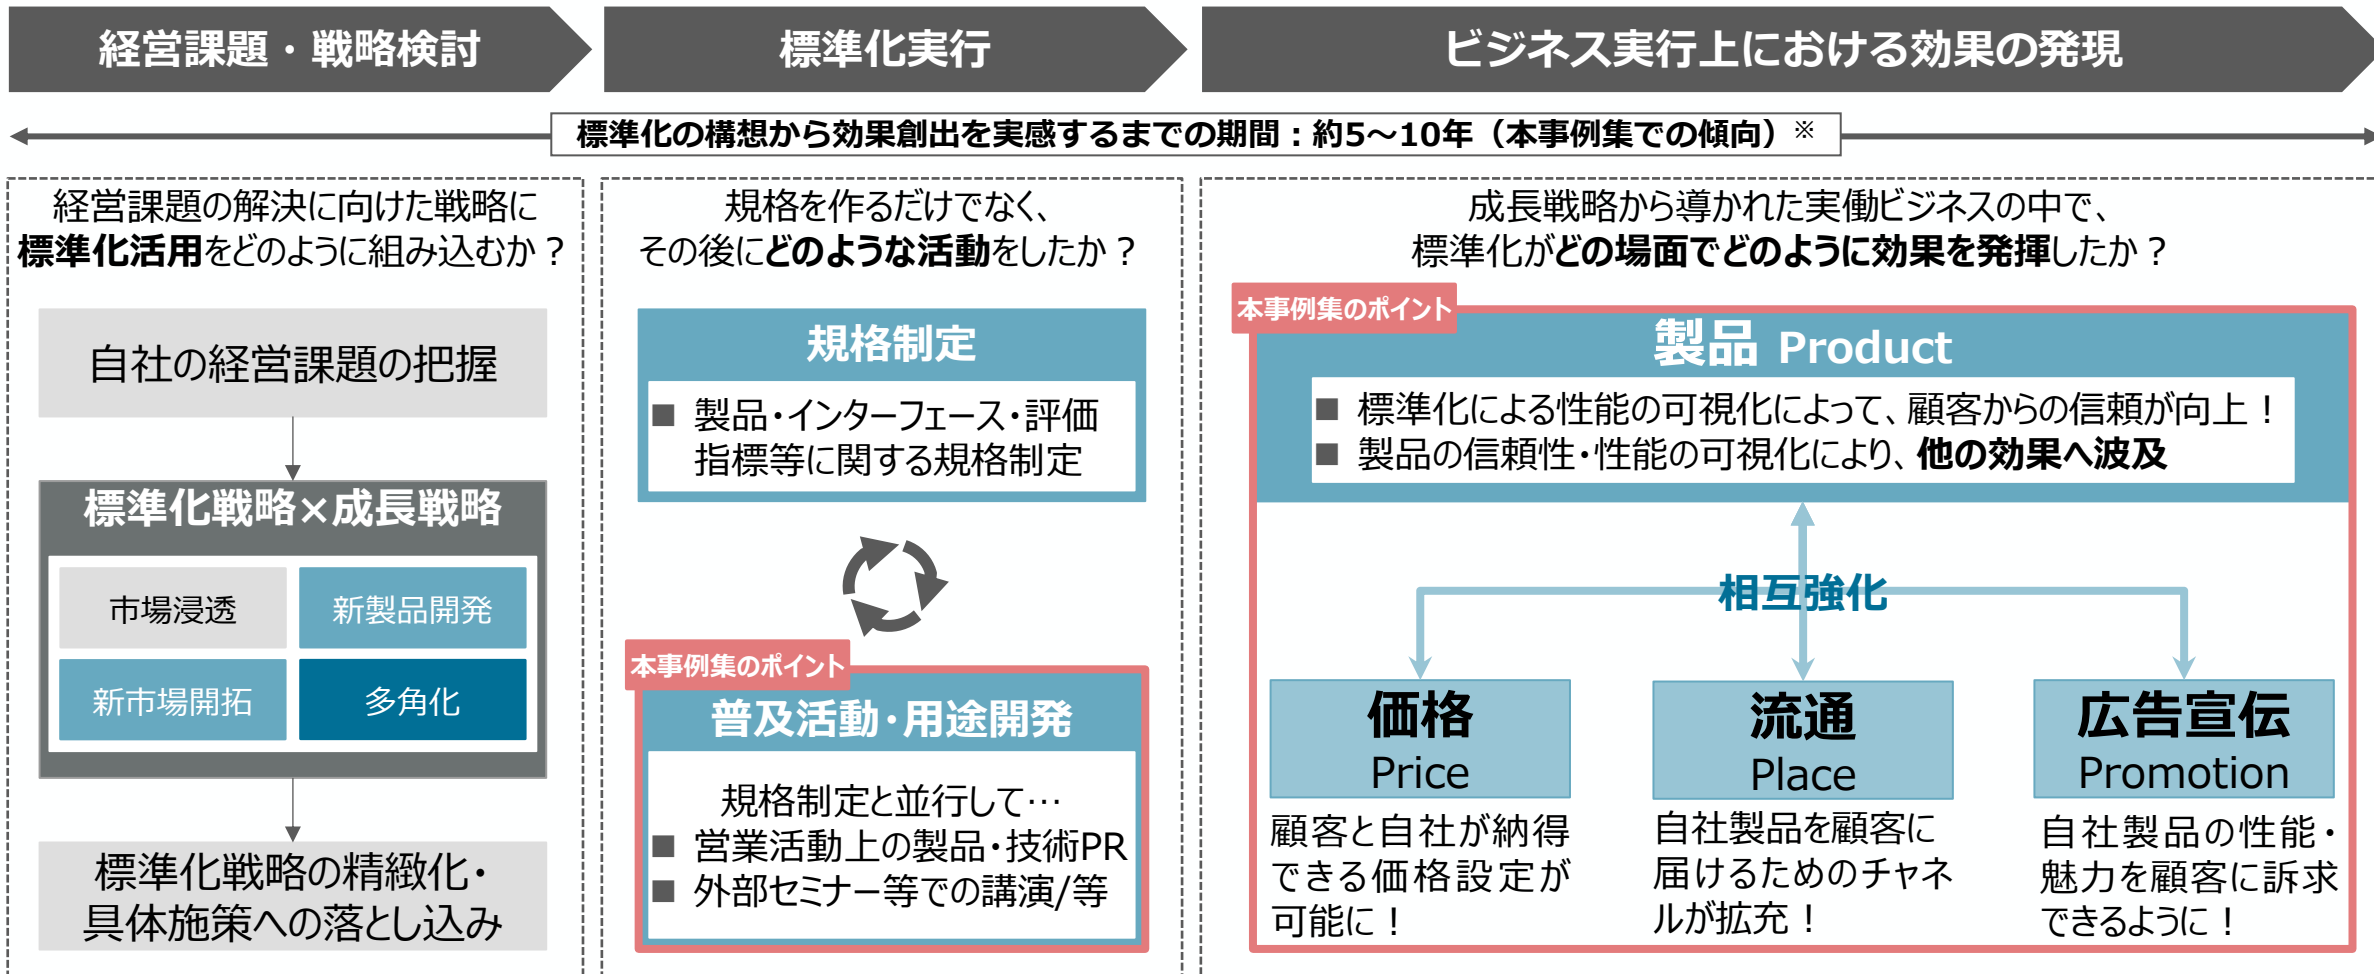 経営課題・戦略検討
標準化実行
ビジネス実行上における効果の発現
標準化の構想から効果創出を実感するまでの期間：約5～10年（本事例集での傾向）※
経営課題の解決に向けた戦略に
標準化活用をどのように組み込むか？
自社の経営課題の把握
標準化戦略×成長戦略
市場浸透
新製品開発
新市場開拓
多角化
標準化戦略の精緻化・
具体施策への落とし込み
規格を作るだけでなく、
その後にどのような活動をしたか？
規格制定
■ 製品・インターフェース・評価
指標等に関する規格制定
本事例集のポイント
普及活動・用途開発
規格制定と並行して…
■ 営業活動上の製品・技術PR
■ 外部セミナー等での講演/等
成長戦略から導かれた実働ビジネスの中で、
標準化がどの場面でどのように効果を発揮したか？
本事例集のポイント
製品 Product
■ 標準化による性能の可視化によって、顧客からの信頼が向上！
■ 製品の信頼性・性能の可視化により、他の効果へ波及
相互強化
価格
Price
顧客と自社が納得
できる価格設定が
可能に！
流通
Place
自社製品を顧客に
届けるためのチャネ
ルが拡充！
広告宣伝
Promotion
自社製品の性能・
魅力を顧客に訴求
できるように！